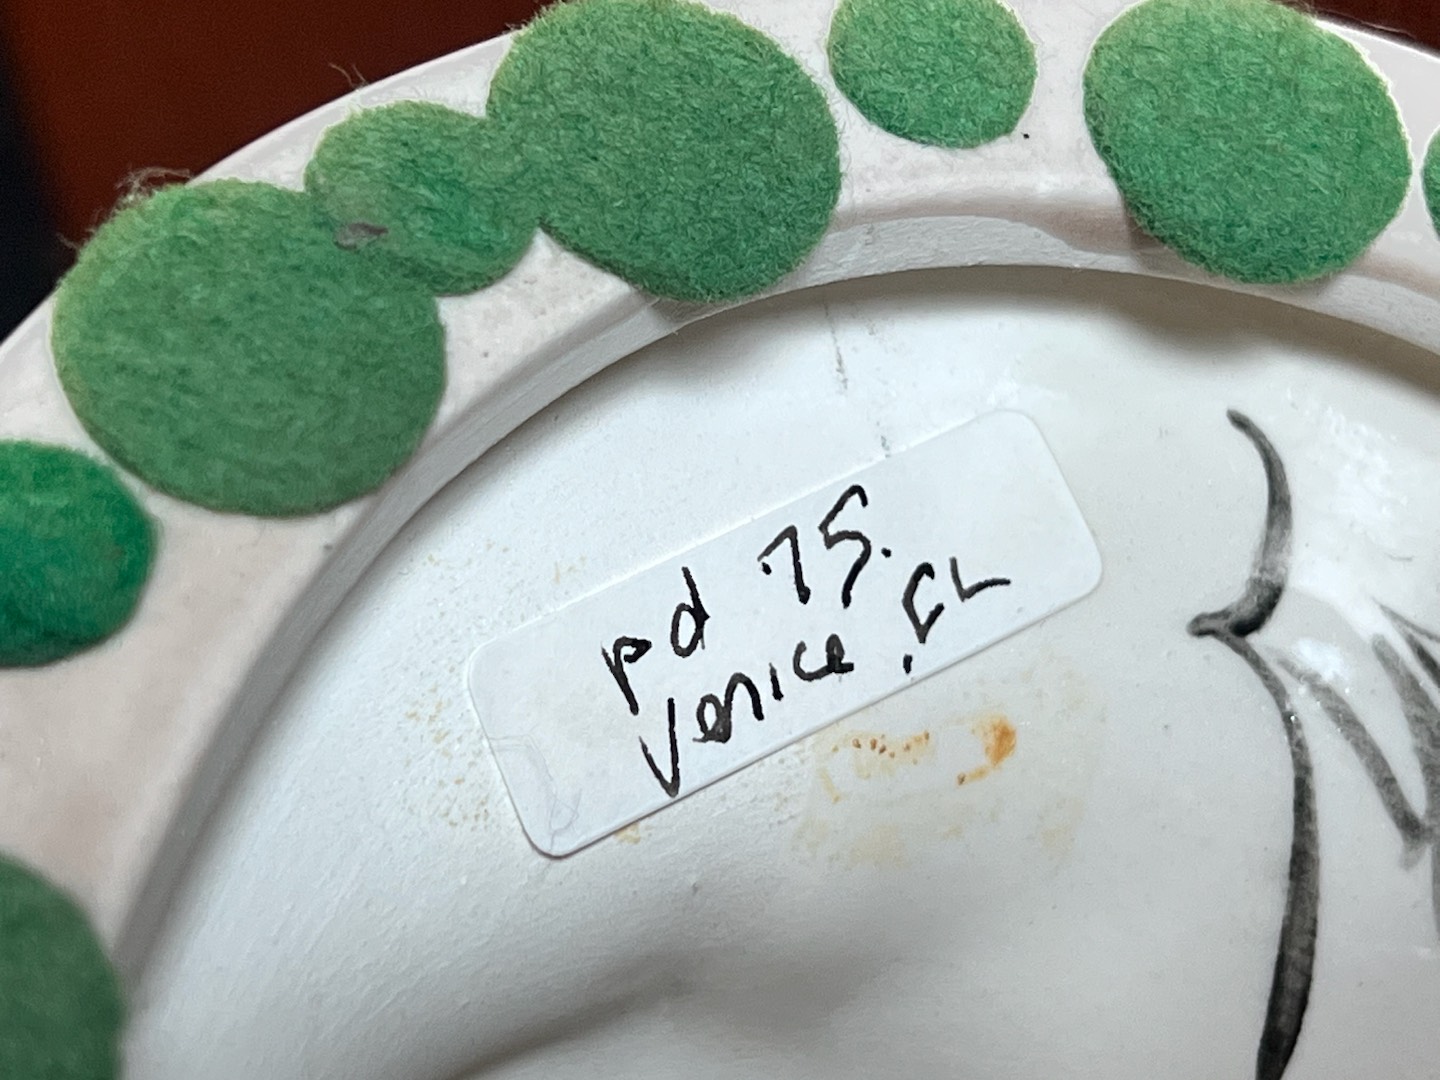 pd .75.
Venice, FL